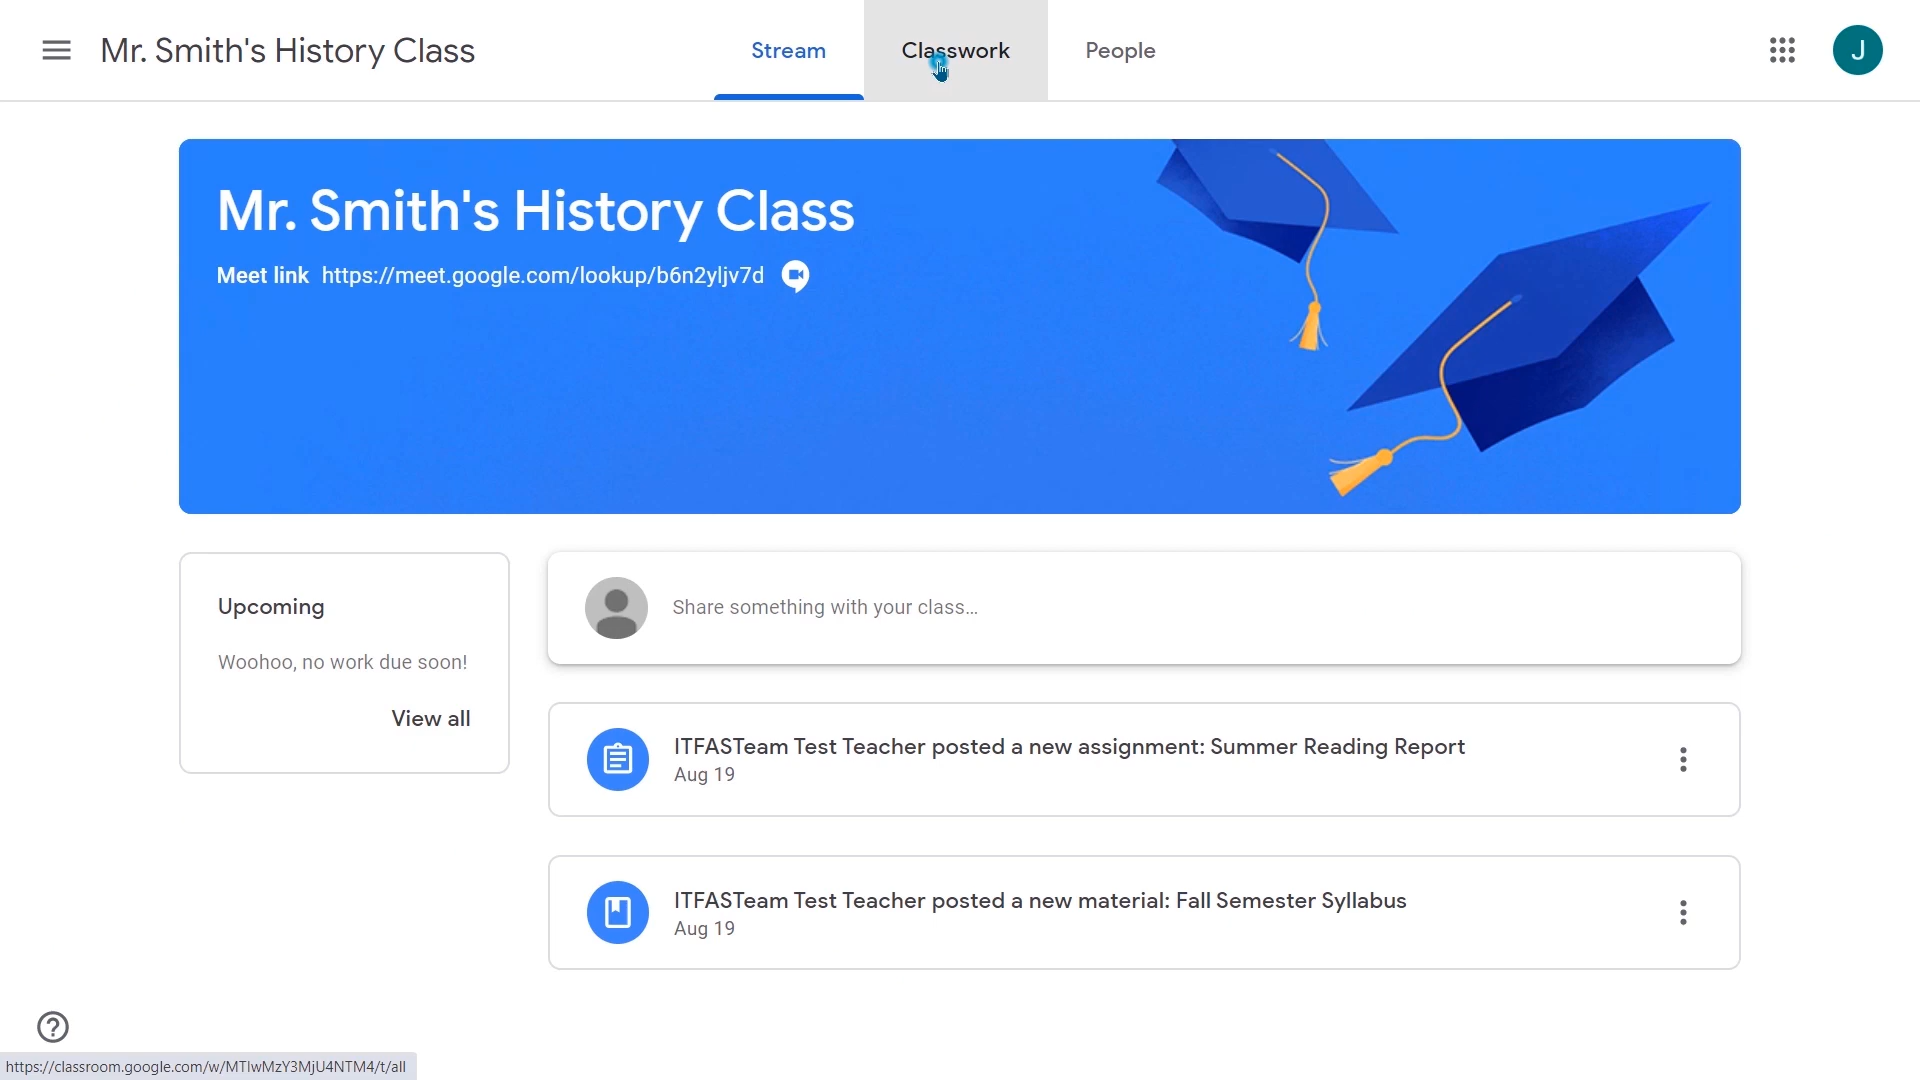 Mr. Smith's History Class
Stream
Classwork
People
J
Mr. Smith's History Class
Meet link https://meet.google.com/lookup/b6n2yljv7d
Upcoming
Woohoo, no work due soon!
View all
Share something with your class...
ITFASTeam Test Teacher posted a new assignment: Summer Reading Report
Aug 19
ITFASTeam Test Teacher posted a new material: Fall Semester Syllabus
Aug 19
https://classroom.google.com/w/MTIwMzY3MjU4NTM4/t/all